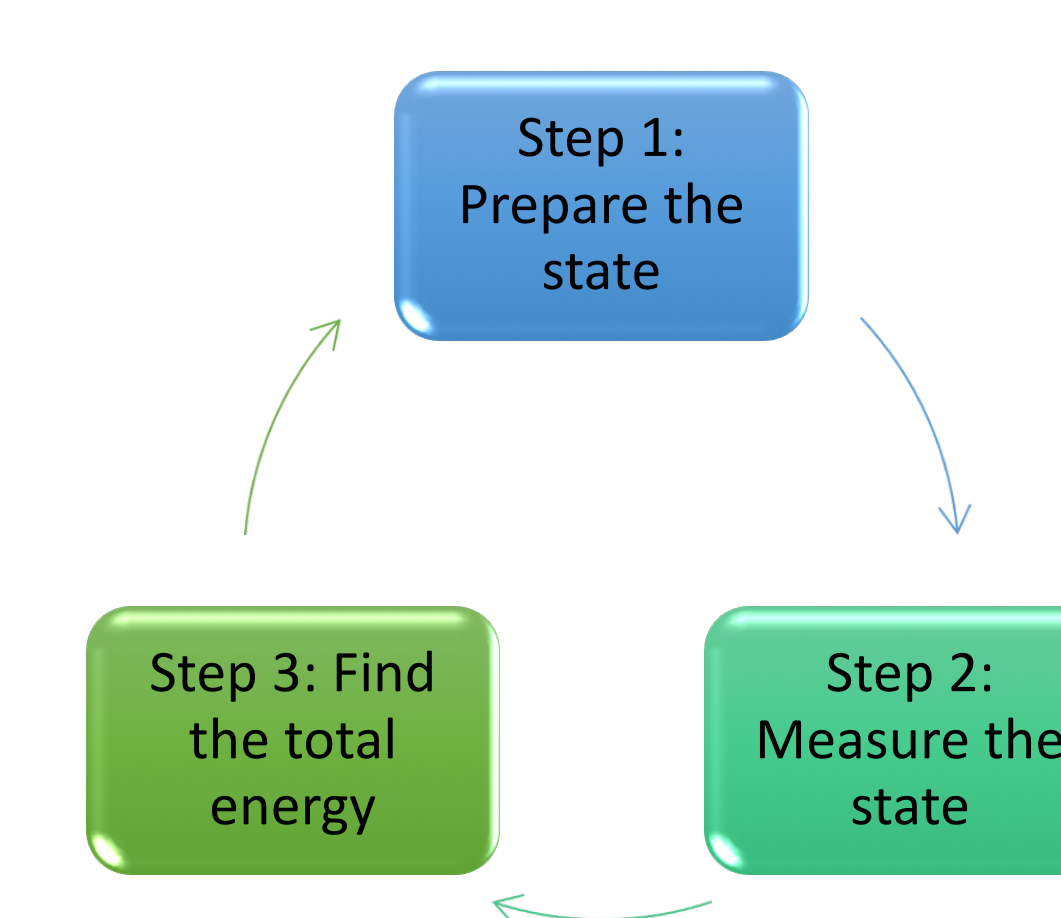 Step 1:
Prepare the
state
Step 3: Find
the total
energy
Step 2:
Measure the
state